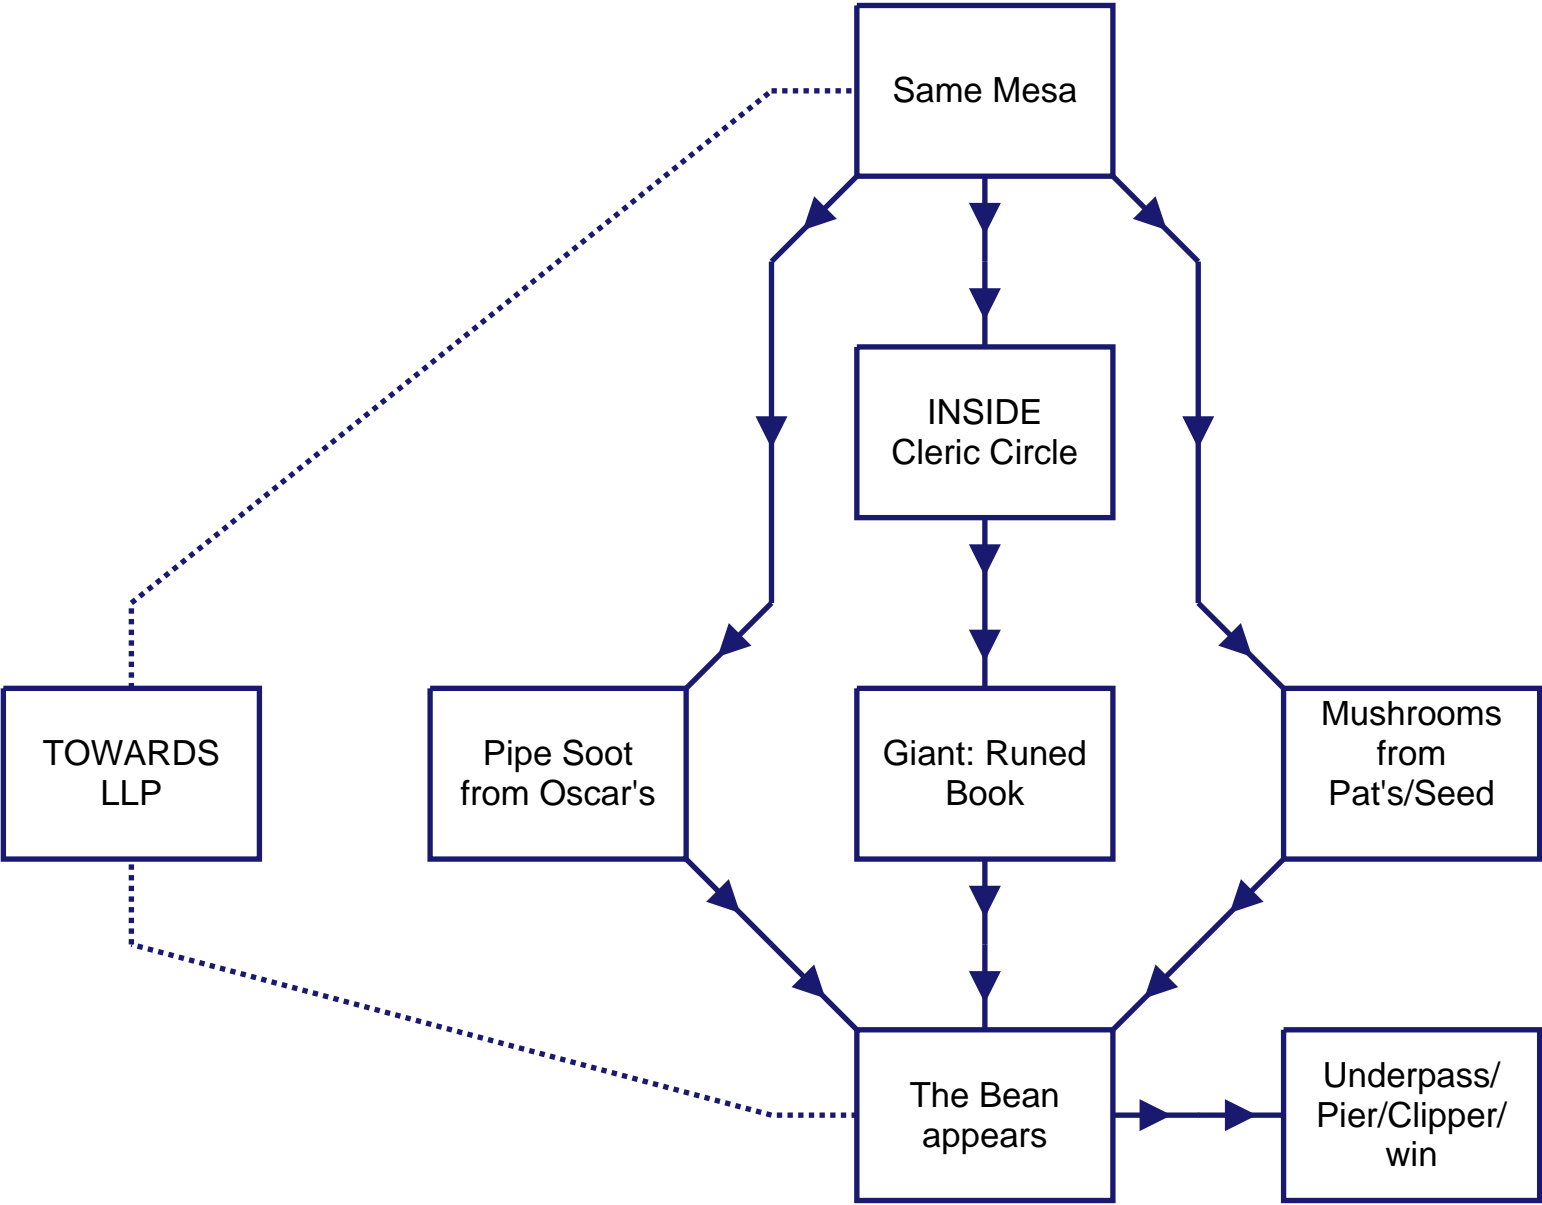 Same Mesa
INSIDE
Cleric Circle
TOWARDS
LLP
Pipe Soot
from Oscar's
Giant: Runed
Book
Mushrooms
from
Pat's/Seed
The Bean
appears
Underpass/
Pier/Clipper/
win